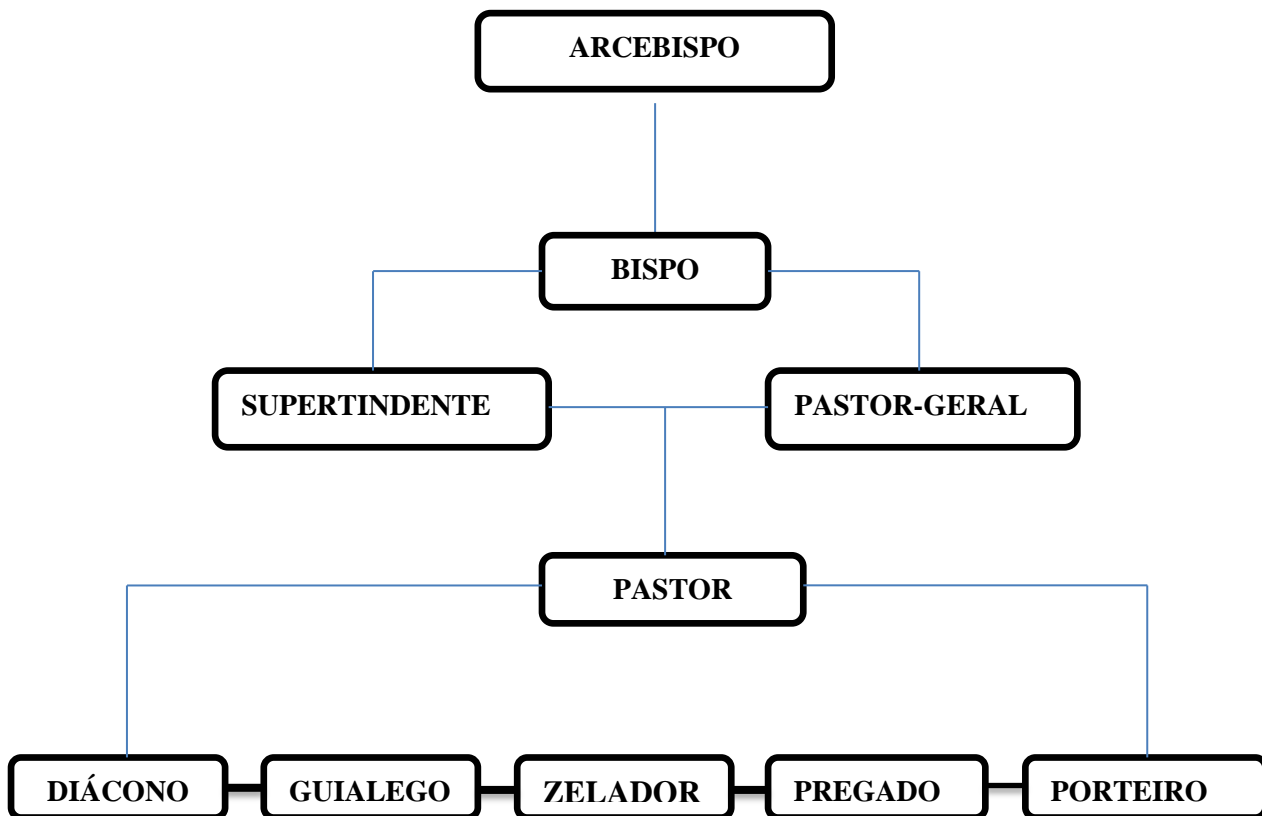 ARCEBISPO
BISPO
SUPERTINDENTE
PASTOR-GERAL
PASTOR
DIÁCONO
GUIALEGO
ZELADOR
PREGADO
PORTEIRO